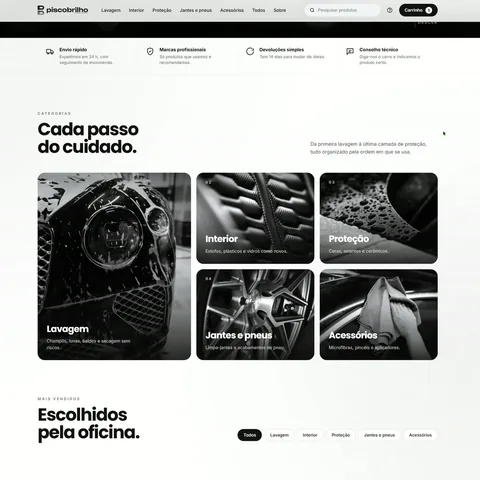 piscobrilho
Lavagem Interior Proteção Jantes e pneus Acessórios Todos Sobre
Pesquisar produtos
Carrinho
Envio rápido
Expedimos em 24 h, com
seguimento da encomenda.
Marcas profissionais
Só produtos que usamos e
recomendamos.
Devoluções simples
Tem 14 dias para mudar de ideias.
Conselho técnico
Diga-nos o carro e indicamos o
produto certo.
CATEGORIAS
Cada passo
do cuidado.
Da primeira lavagem à última camada de proteção,
tudo organizado pela ordem em que se usa.
Lavagem
Champôs, luvas, baldes e secagem sem
riscos.
02
Interior
Estofos, plásticos e vidros como novos.
03
Proteção
Ceras, selantes e cerâmicos.
04
Jantes e pneus
Limpa-jantes e acabamentos de pneu.
Acessórios
Microfibras, pincéis e aplicadores.
MAIS VENDIDOS
Escolhidos
pela oficina.
Todos Lavagem Interior Proteção Jantes e pneus Acessórios